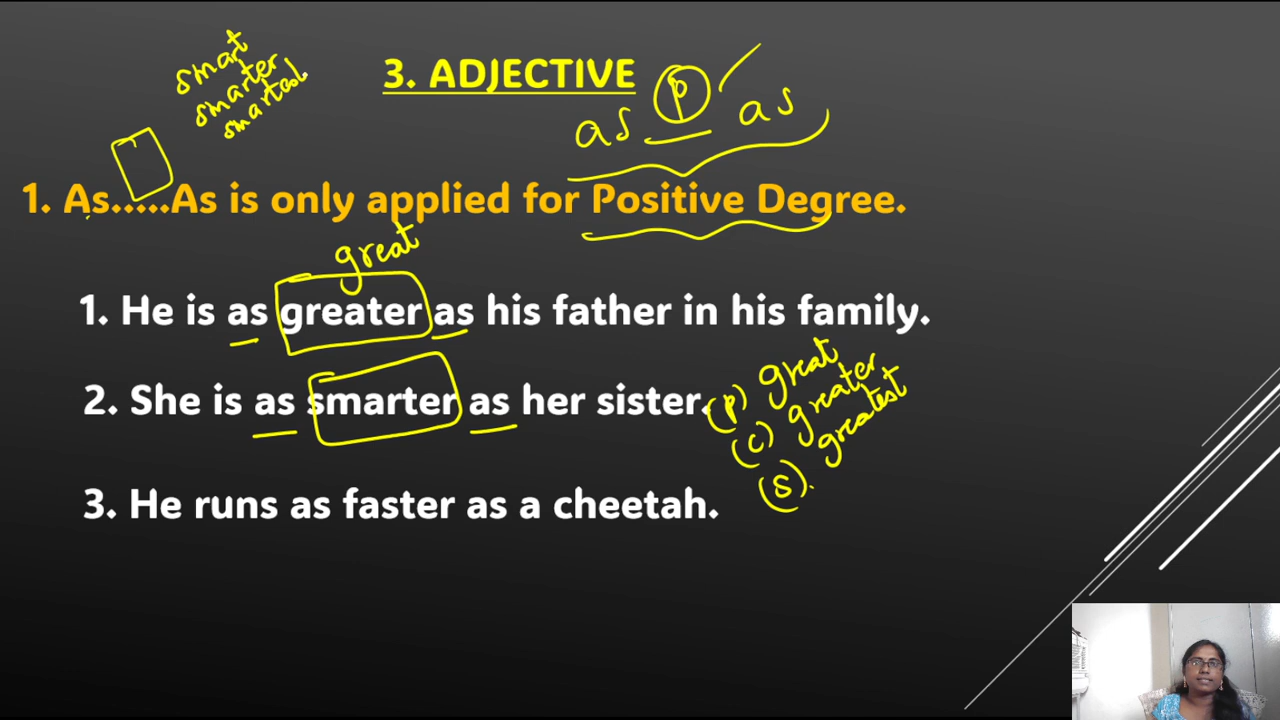 smart
smarter
3. ADJECTIVE
as (p) as
1. As.....As is only applied for Positive Degree.
great
1. He is as greater as his father in his family.
2. She is as smarter as her sister.
(p) great
(c) greater
(s). greatest
3. He runs as faster as a cheetah.